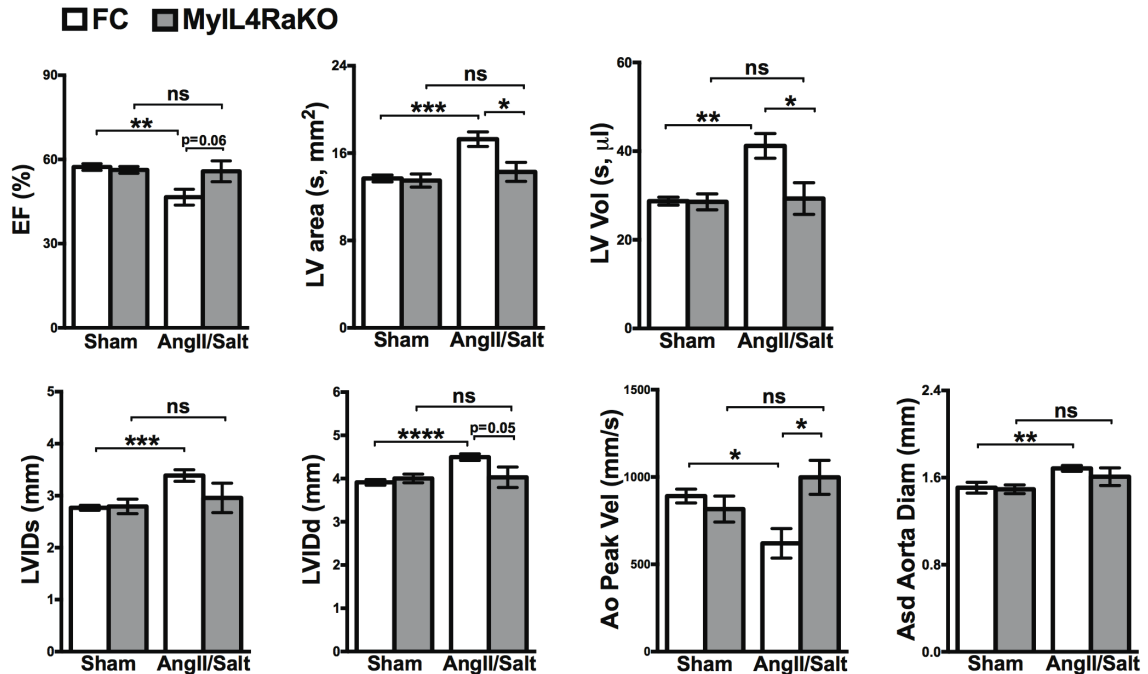 FC MyIL4RaKO
EF (%)
90
60
30
0
ns
**
p=0.06
Sham AngII/Salt
LV area (s, mm²)
24
18
12
6
0
ns
***
*
Sham AngII/Salt
LV Vol (s, µl)
60
40
20
0
ns
**
*
Sham AngII/Salt
LVIDs (mm)
5
4
3
2
1
0
ns
***
Sham AngII/Salt
LVIDd (mm)
6
5
4
3
2
1
0
ns
****
p=0.05
Sham AngII/Salt
Ao Peak Vel (mm/s)
1500
1000
500
0
ns
*
*
Sham AngII/Salt
Asd Aorta Diam (mm)
2.4
1.6
0.8
0.0
ns
**
Sham AngII/Salt